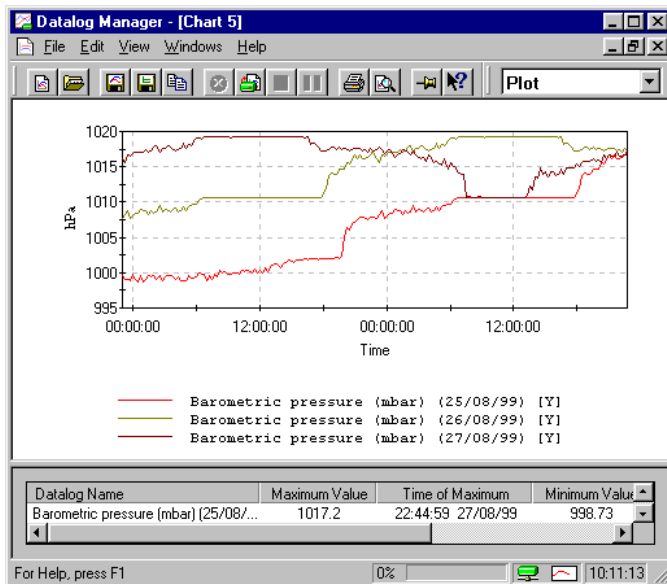 Datalog Manager - [Chart 5]
File Edit View Windows Help
Plot
1020
1015
1010
1005
1000
995
hPa
00:00:00 12:00:00 00:00:00 12:00:00
Time
Barometric pressure (mbar) (25/08/99) [Y]
Barometric pressure (mbar) (26/08/99) [Y]
Barometric pressure (mbar) (27/08/99) [Y]
Datalog Name Maximum Value Time of Maximum Minimum Value
Barometric pressure (mbar) (25/08/... 1017.2 22:44:59 27/08/99 998.73
For Help, press F1 0% 10:11:13